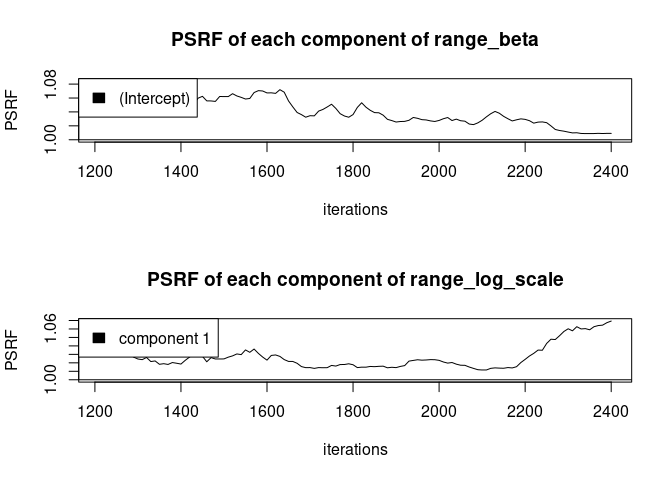 PSRF of each component of range_beta
PSRF
1.08
1.00
(Intercept)
1200 1400 1600 1800 2000 2200 2400
iterations
PSRF of each component of range_log_scale
PSRF
1.06
1.00
component 1
1200 1400 1600 1800 2000 2200 2400
iterations